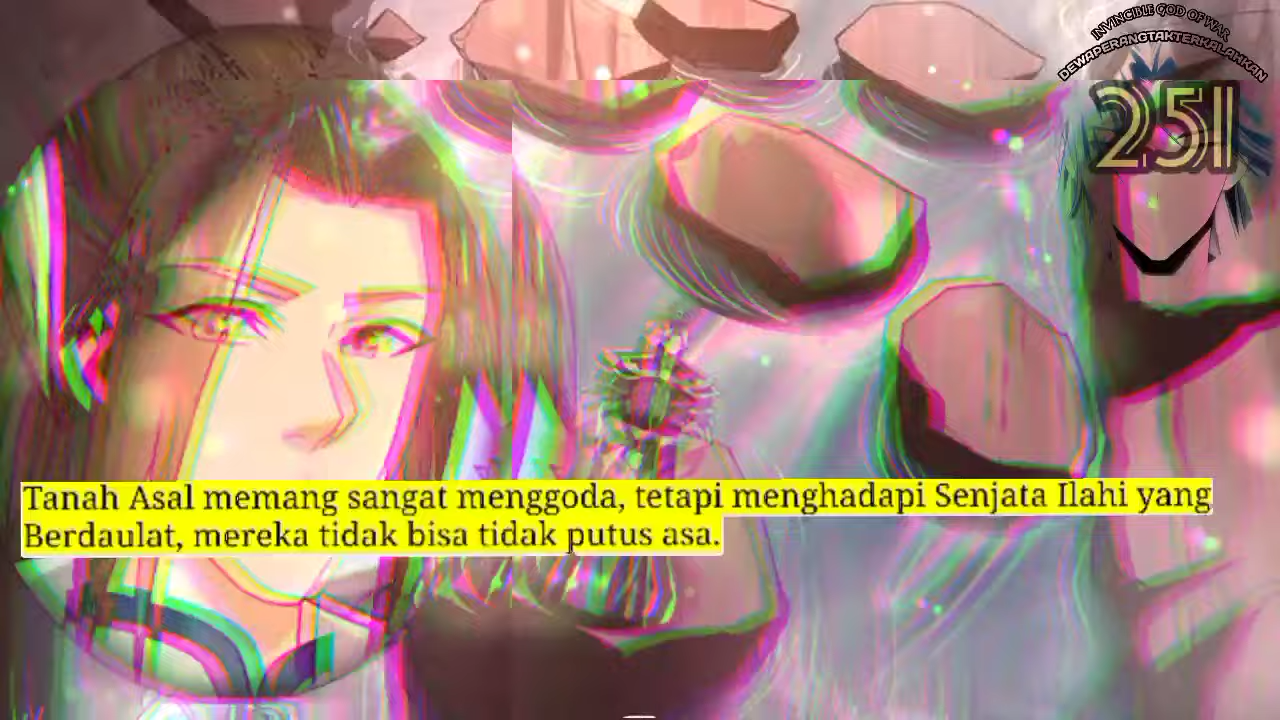 INVINCIBLE GOD OF WAR
DEWAPERANGTAKTERKALAHKAN
251
Tanah Asal memang sangat menggoda, tetapi menghadapi Senjata Ilahi yang
Berdaulat, mereka tidak bisa tidak putus asa.